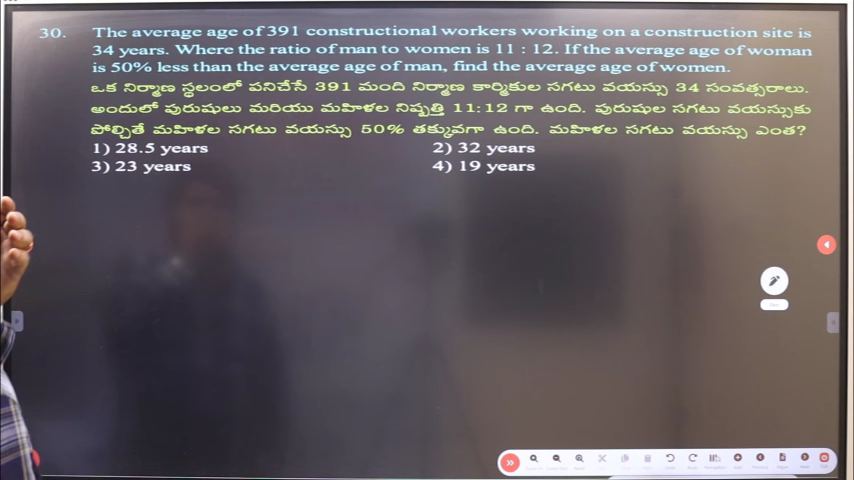 30. The average age of 391 constructional workers working on a construction site is
34 years. Where the ratio of man to women is 11 : 12. If the average age of woman
is 50% less than the average age of man, find the average age of women.
ఒక నిర్మాణ స్థలంలో పనిచేసే 391 మంది నిర్మాణ కార్మికుల సగటు వయస్సు 34 సంవత్సరాలు.
అందులో పురుషులు మరియు మహిళల నిష్పత్తి 11:12 గా ఉంది. పురుషుల సగటు వయస్సుకు
పోల్చితే మహిళల సగటు వయస్సు 50% తక్కువగా ఉంది. మహిళల సగటు వయస్సు ఎంత?
1) 28.5 years 2) 32 years
3) 23 years 4) 19 years